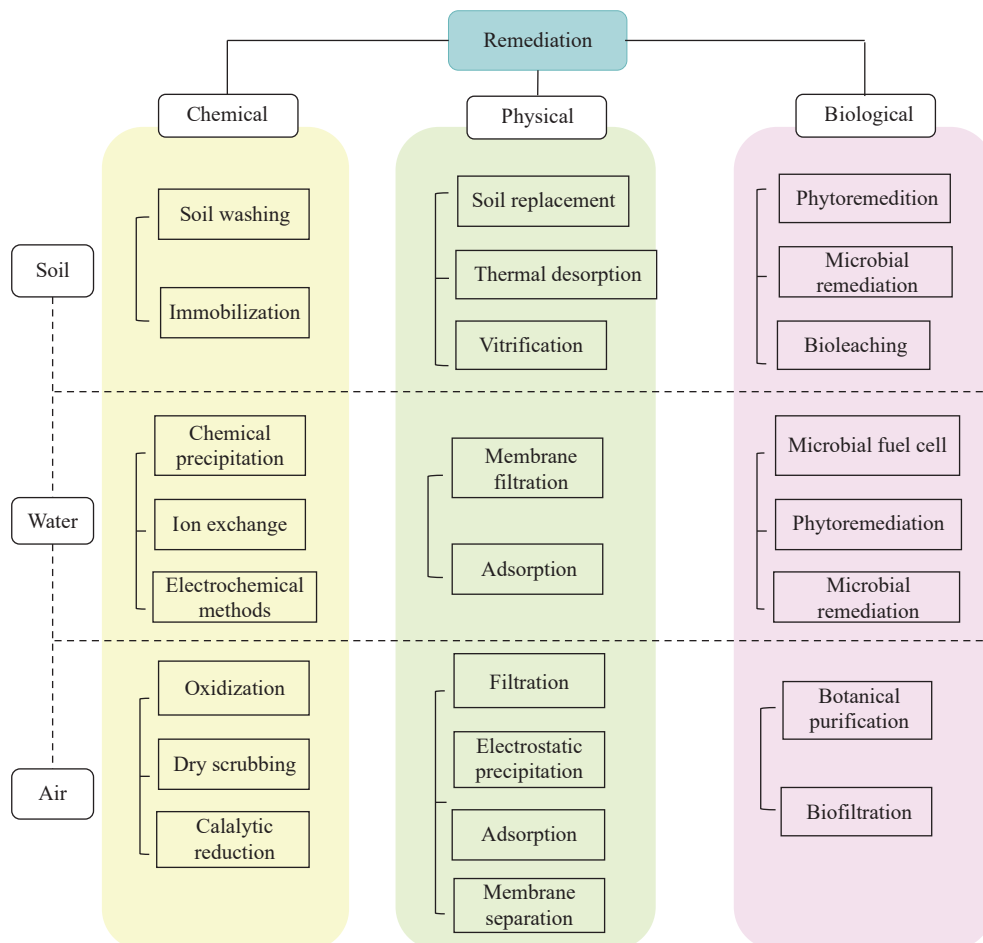 Remediation
Chemical
Physical
Biological
Soil
Soil washing
Immobilization
Soil replacement
Thermal desorption
Vitrification
Phytoremedition
Microbial
remediation
Bioleaching
Water
Chemical
precipitation
Ion exchange
Electrochemical
methods
Membrane
filtration
Adsorption
Microbial fuel cell
Phytoremediation
Microbial
remediation
Air
Oxidization
Dry scrubbing
Calalytic
reduction
Filtration
Electrostatic
precipitation
Adsorption
Membrane
separation
Botanical
purification
Biofiltration